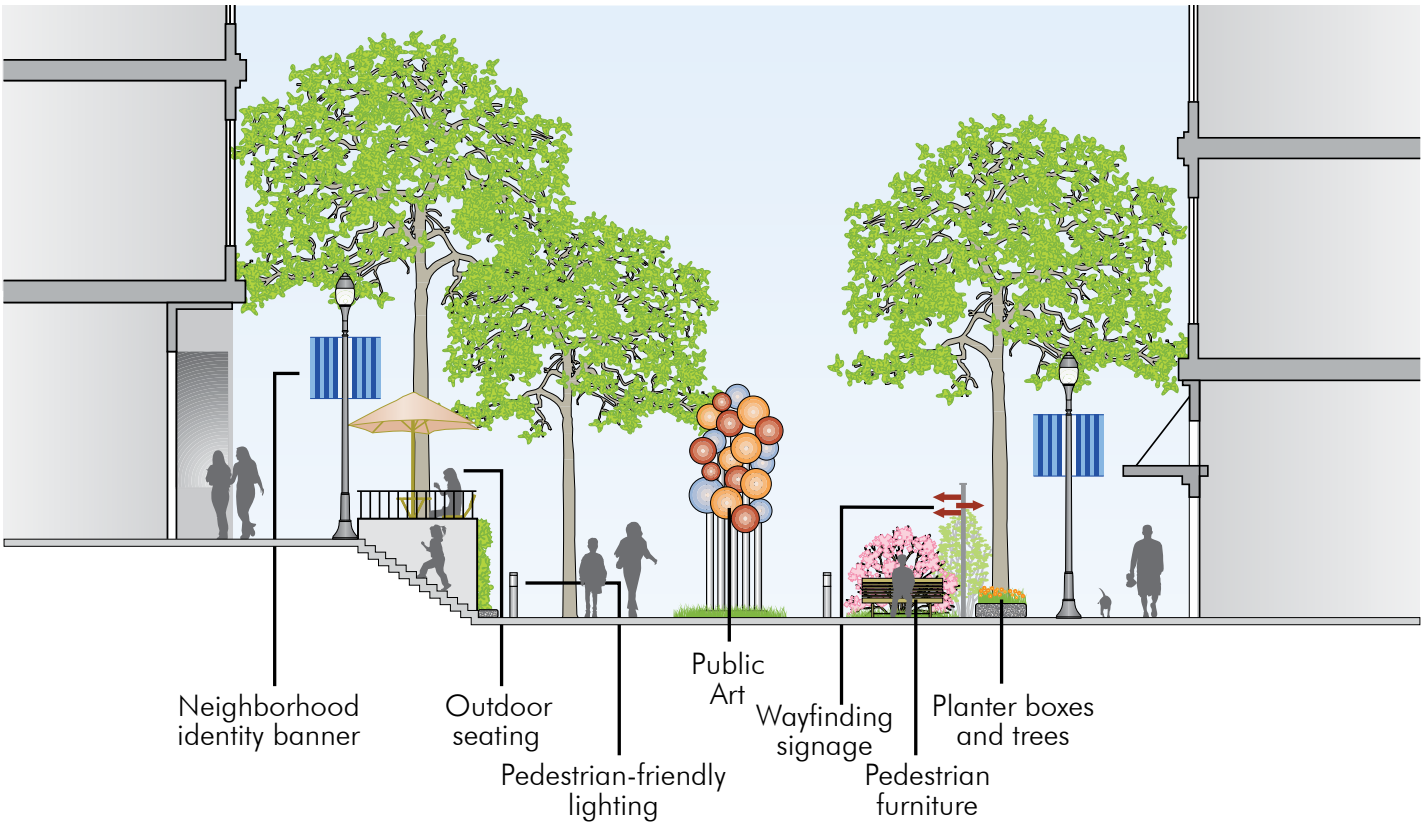 Neighborhood
identity banner
Outdoor
seating
Pedestrian-friendly
lighting
Public
Art
Wayfinding
signage
Pedestrian
furniture
Planter boxes
and trees